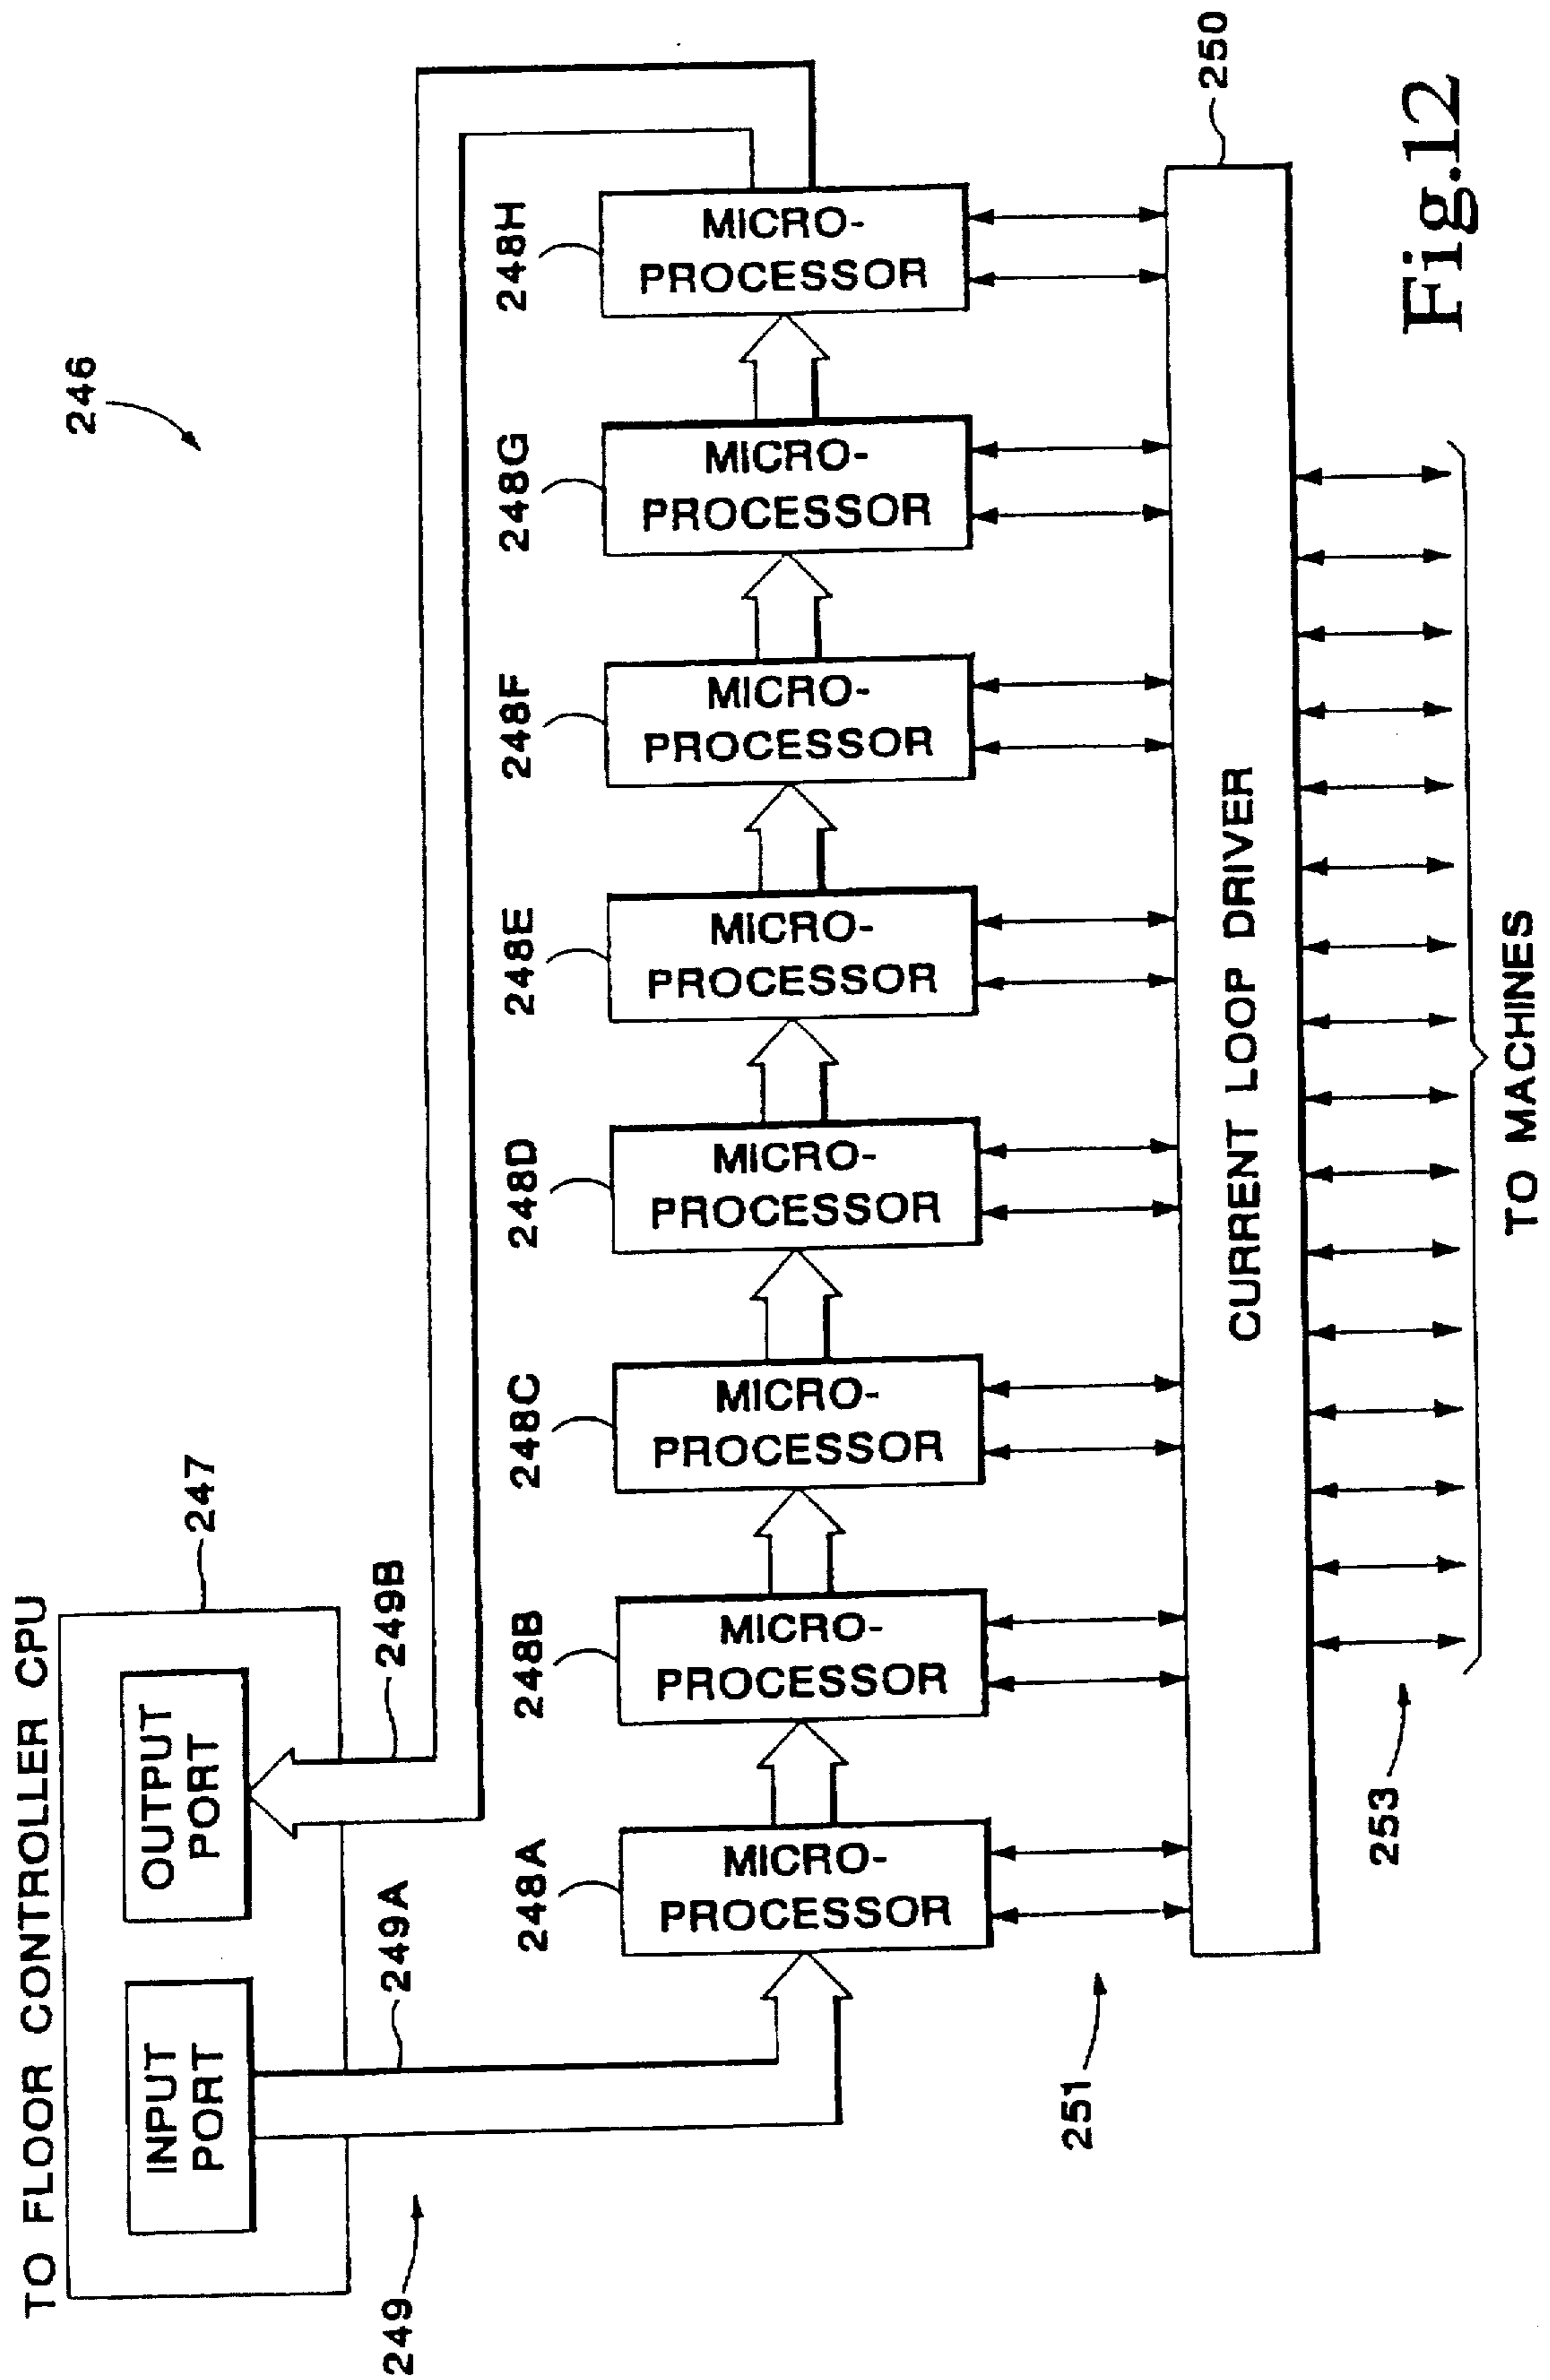 TO FLOOR CONTROLLER CPU
247
INPUT
PORT
OUTPUT
PORT
246
249
249A
249B
248A
248B
248C
248D
248E
248F
248G
248H
MICRO-
PROCESSOR
MICRO-
PROCESSOR
MICRO-
PROCESSOR
MICRO-
PROCESSOR
MICRO-
PROCESSOR
MICRO-
PROCESSOR
MICRO-
PROCESSOR
MICRO-
PROCESSOR
251
CURRENT LOOP DRIVER
250
253
TO MACHINES
Fig.12